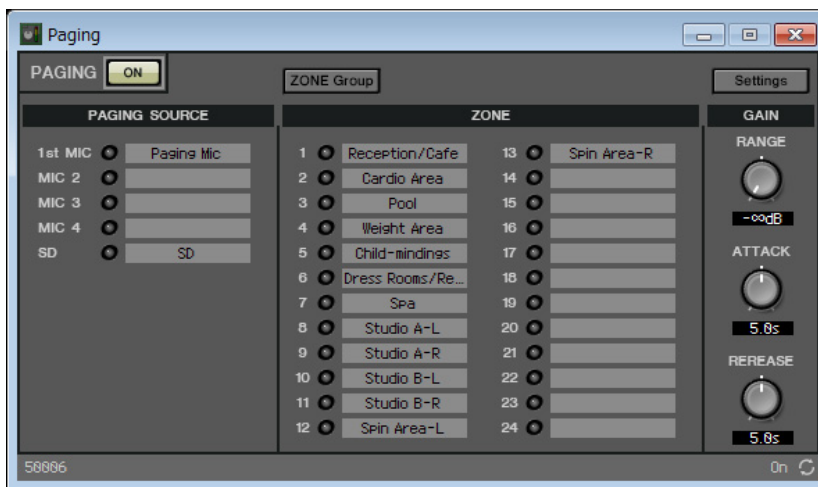 Paging
PAGING ON
ZONE Group
Settings
PAGING SOURCE
1st MIC Paging Mic
MIC 2
MIC 3
MIC 4
SD SD
ZONE
1 Reception/Cafe
2 Cardio Area
3 Pool
4 Weight Area
5 Child-mindings
6 Dress Rooms/Re...
7 Spa
8 Studio A-L
9 Studio A-R
10 Studio B-L
11 Studio B-R
12 Spin Area-L
13 Spin Area-R
14
15
16
17
18
19
20
21
22
23
24
GAIN
RANGE
-∞dB
ATTACK
5.0s
REREASE
5.0s
50006
On